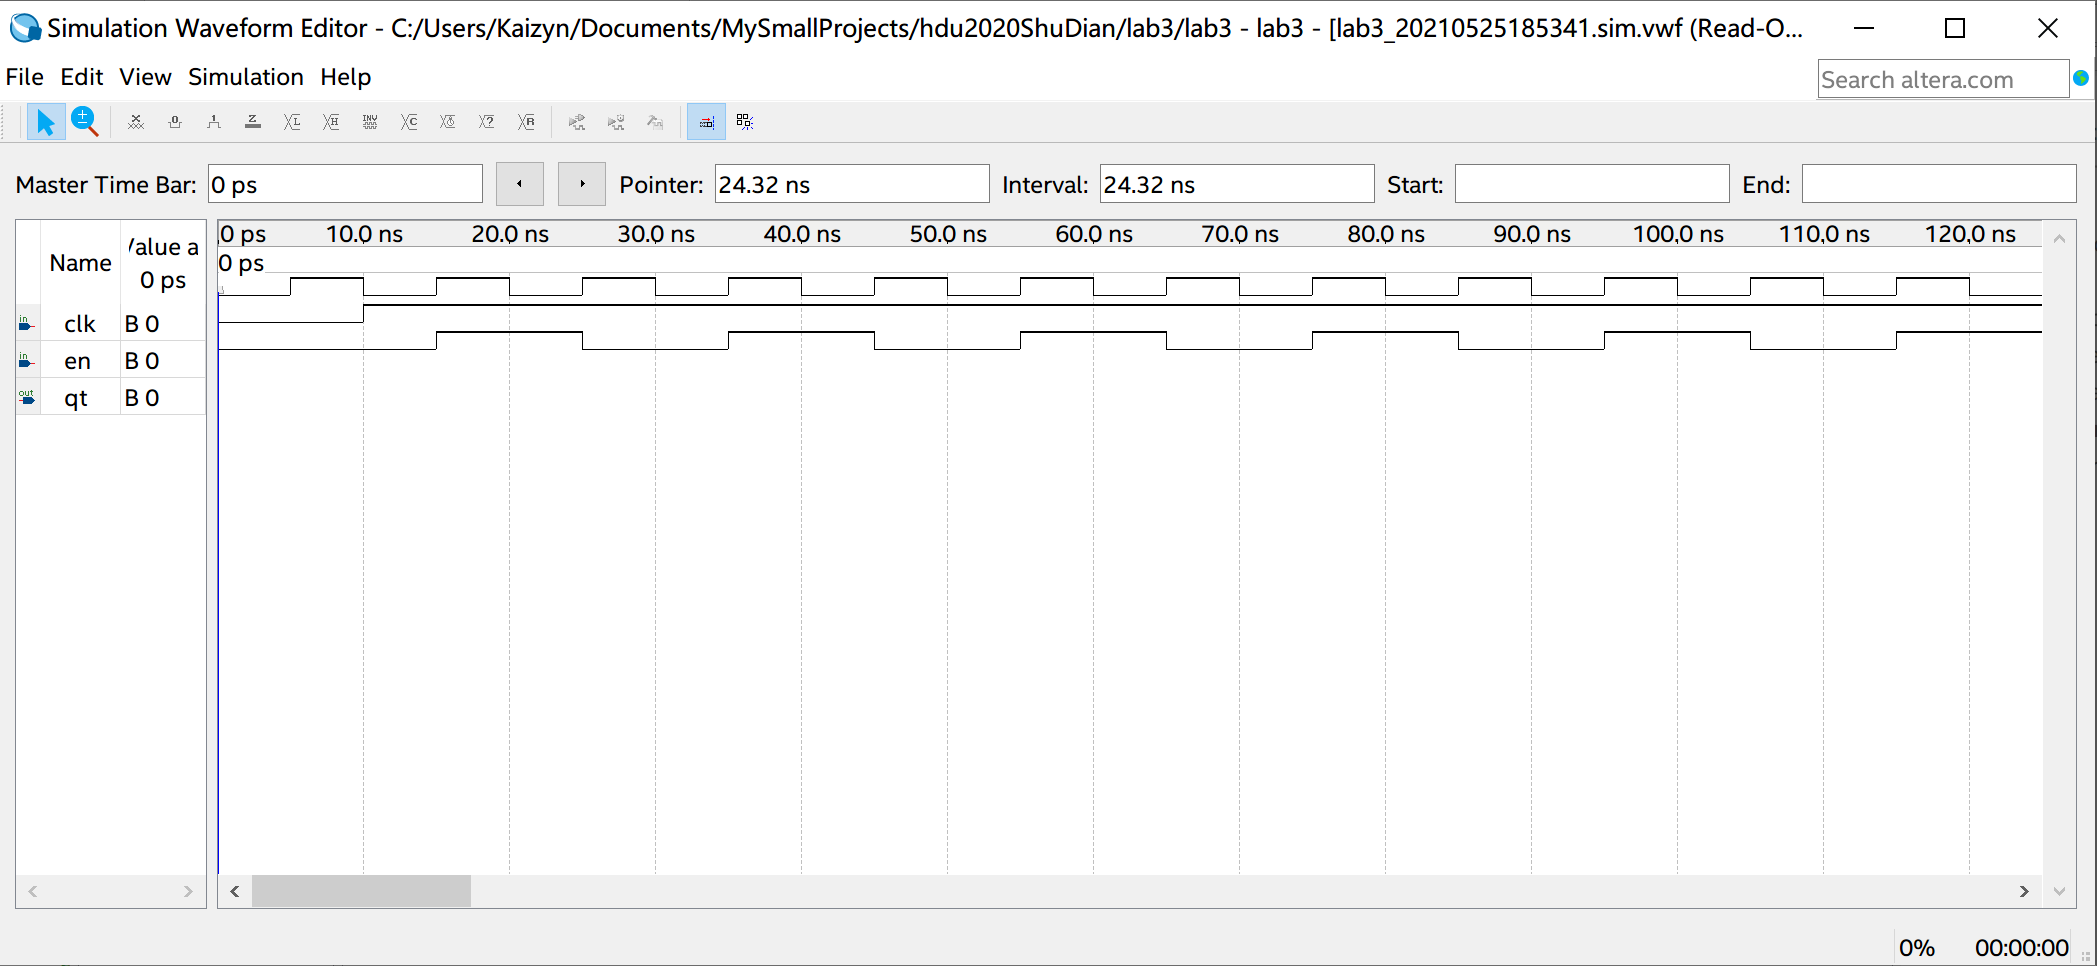 Simulation Waveform Editor - C:/Users/Kaizyn/Documents/MySmallProjects/hdu2020ShuDian/lab3/lab3 - lab3 - [lab3_20210525185341.sim.vwf (Read-O...
File Edit View Simulation Help
Search altera.com
Master Time Bar: 0 ps Pointer: 24.32 ns Interval: 24.32 ns Start: End:
Name Value a
0 ps
0 ps 10.0 ns 20.0 ns 30.0 ns 40.0 ns 50.0 ns 60.0 ns 70.0 ns 80.0 ns 90.0 ns 100.0 ns 110.0 ns 120.0 ns
0 ps
in clk B 0
in en B 0
out qt B 0
0% 00:00:00